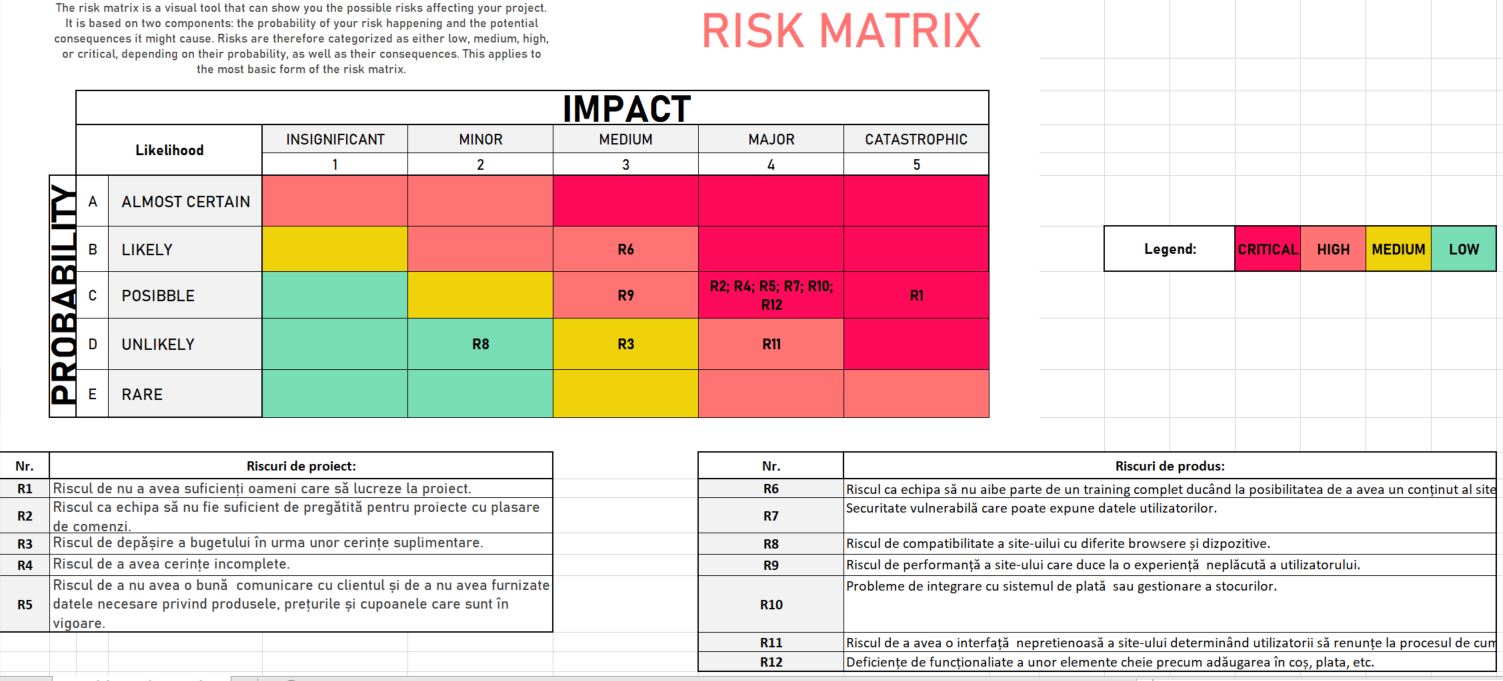 The risk matrix is a visual tool that can show you the possible risks affecting your project.
It is based on two components: the probability of your risk happening and the potential
consequences it might cause. Risks are therefore categorized as either low, medium, high,
or critical, depending on their probability, as well as their consequences. This applies to
the most basic form of the risk matrix.
RISK MATRIX
IMPACT
Likelihood
INSIGNIFICANT MINOR MEDIUM MAJOR CATASTROPHIC
1 2 3 4 5
PROBABILITY
A ALMOST CERTAIN
B LIKELY R6
C POSIBBLE R9 R2; R4; R5; R7; R10; R12 R1
D UNLIKELY R8 R3 R11
E RARE
Legend: CRITICAL HIGH MEDIUM LOW
Nr. Riscuri de proiect:
R1 Riscul de nu a avea suficienți oameni care să lucreze la proiect.
R2 Riscul ca echipa să nu fie suficient de pregătită pentru proiecte cu plasare
de comenzi.
R3 Riscul de depășire a bugetului în urma unor cerințe suplimentare.
R4 Riscul de a avea cerințe incomplete.
R5 Riscul de a nu avea o bună comunicare cu clientul și de a nu avea furnizate
datele necesare privind produsele, prețurile și cupoanele care sunt în
vigoare.
Nr. Riscuri de produs:
R6 Riscul ca echipa să nu aibe parte de un training complet ducând la posibilitatea de a avea un conținut al site
R7 Securitate vulnerabilă care poate expune datele utilizatorilor.
R8 Riscul de compatibilitate a site-uilui cu diferite browsere și dizpozitive.
R9 Riscul de performanță a site-ului care duce la o experiență neplăcută a utilizatorului.
R10 Probleme de integrare cu sistemul de plată sau gestionare a stocurilor.
R11 Riscul de a avea o interfață nepretienoasă a site-ului determinând utilizatorii să renunțe la procesul de cum
R12 Deficiențe de funcționaliate a unor elemente cheie precum adăugarea în coș, plata, etc.